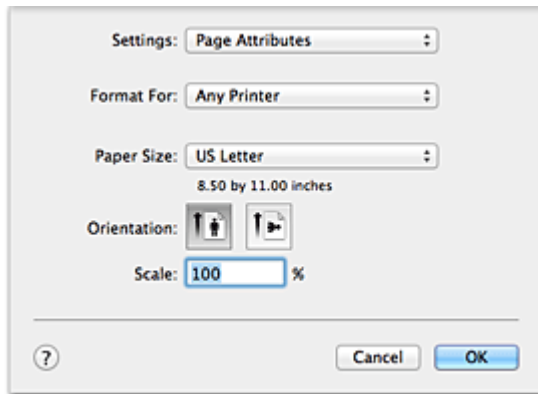 Settings: Page Attributes
Format For: Any Printer
Paper Size: US Letter
8.50 by 11.00 inches
Orientation:
Scale: 100 %
? Cancel OK